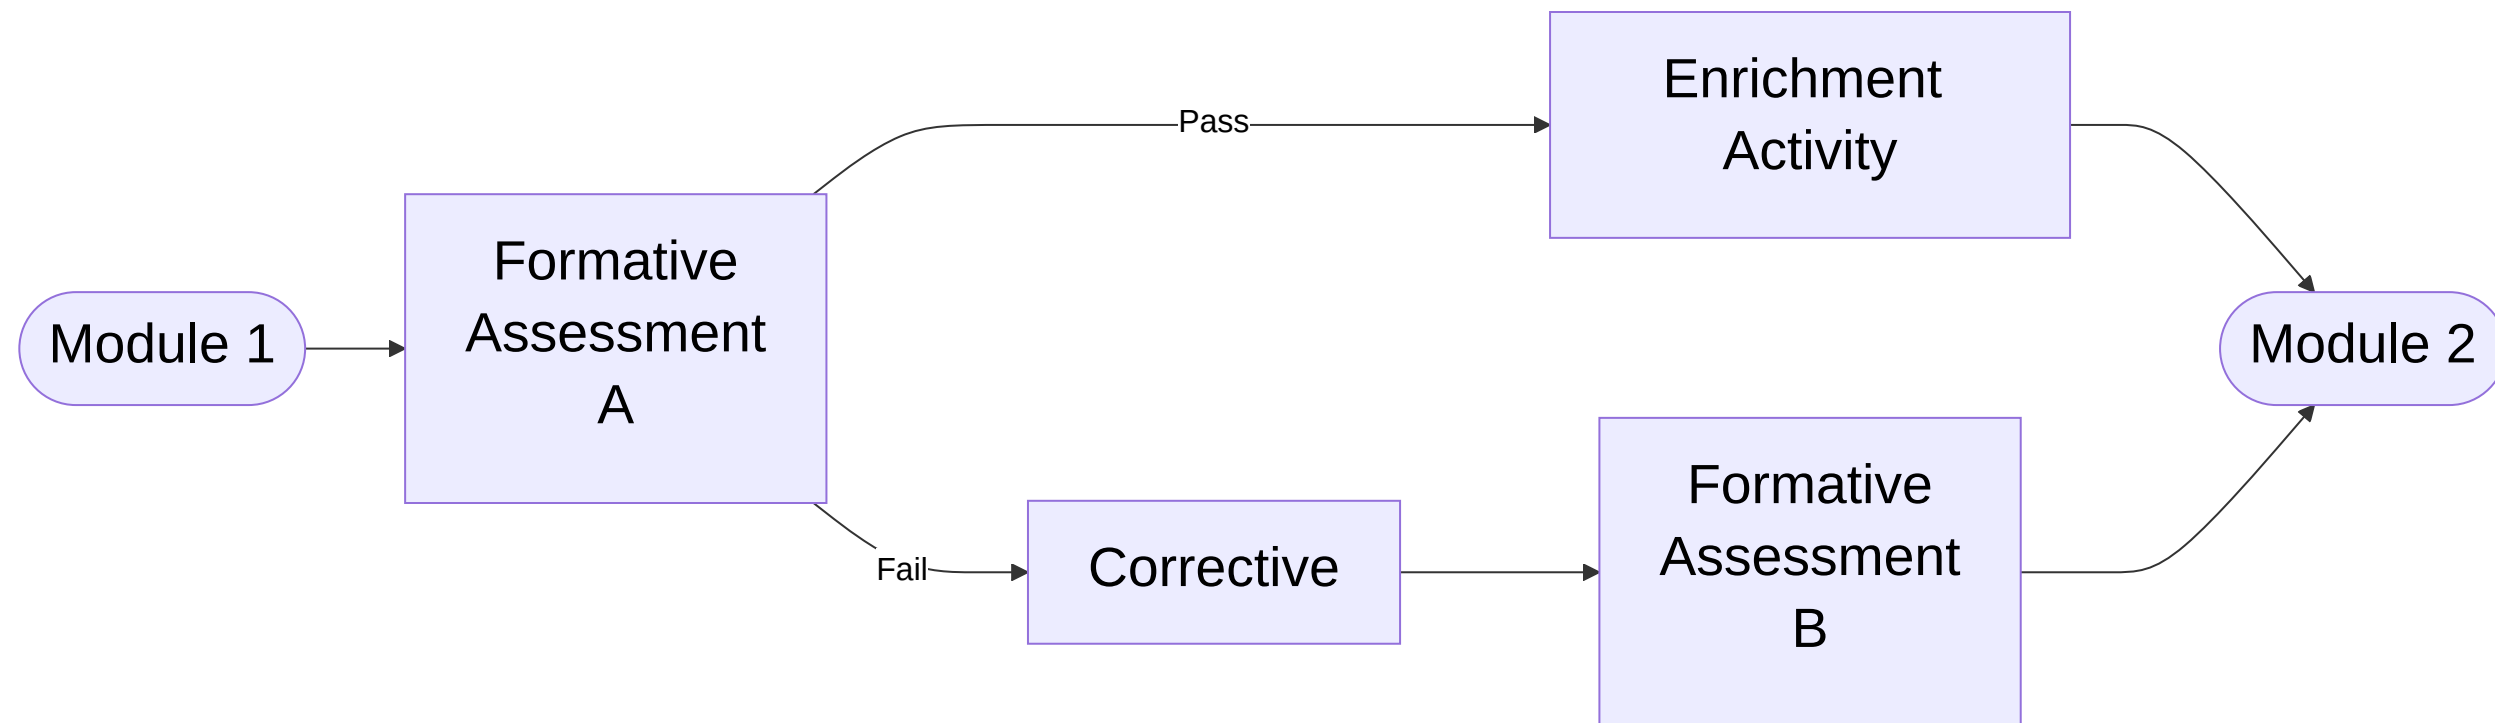 Module 1
Formative
Assessment
A
Pass
Fail
Enrichment
Activity
Corrective
Formative
Assessment
B
Module 2